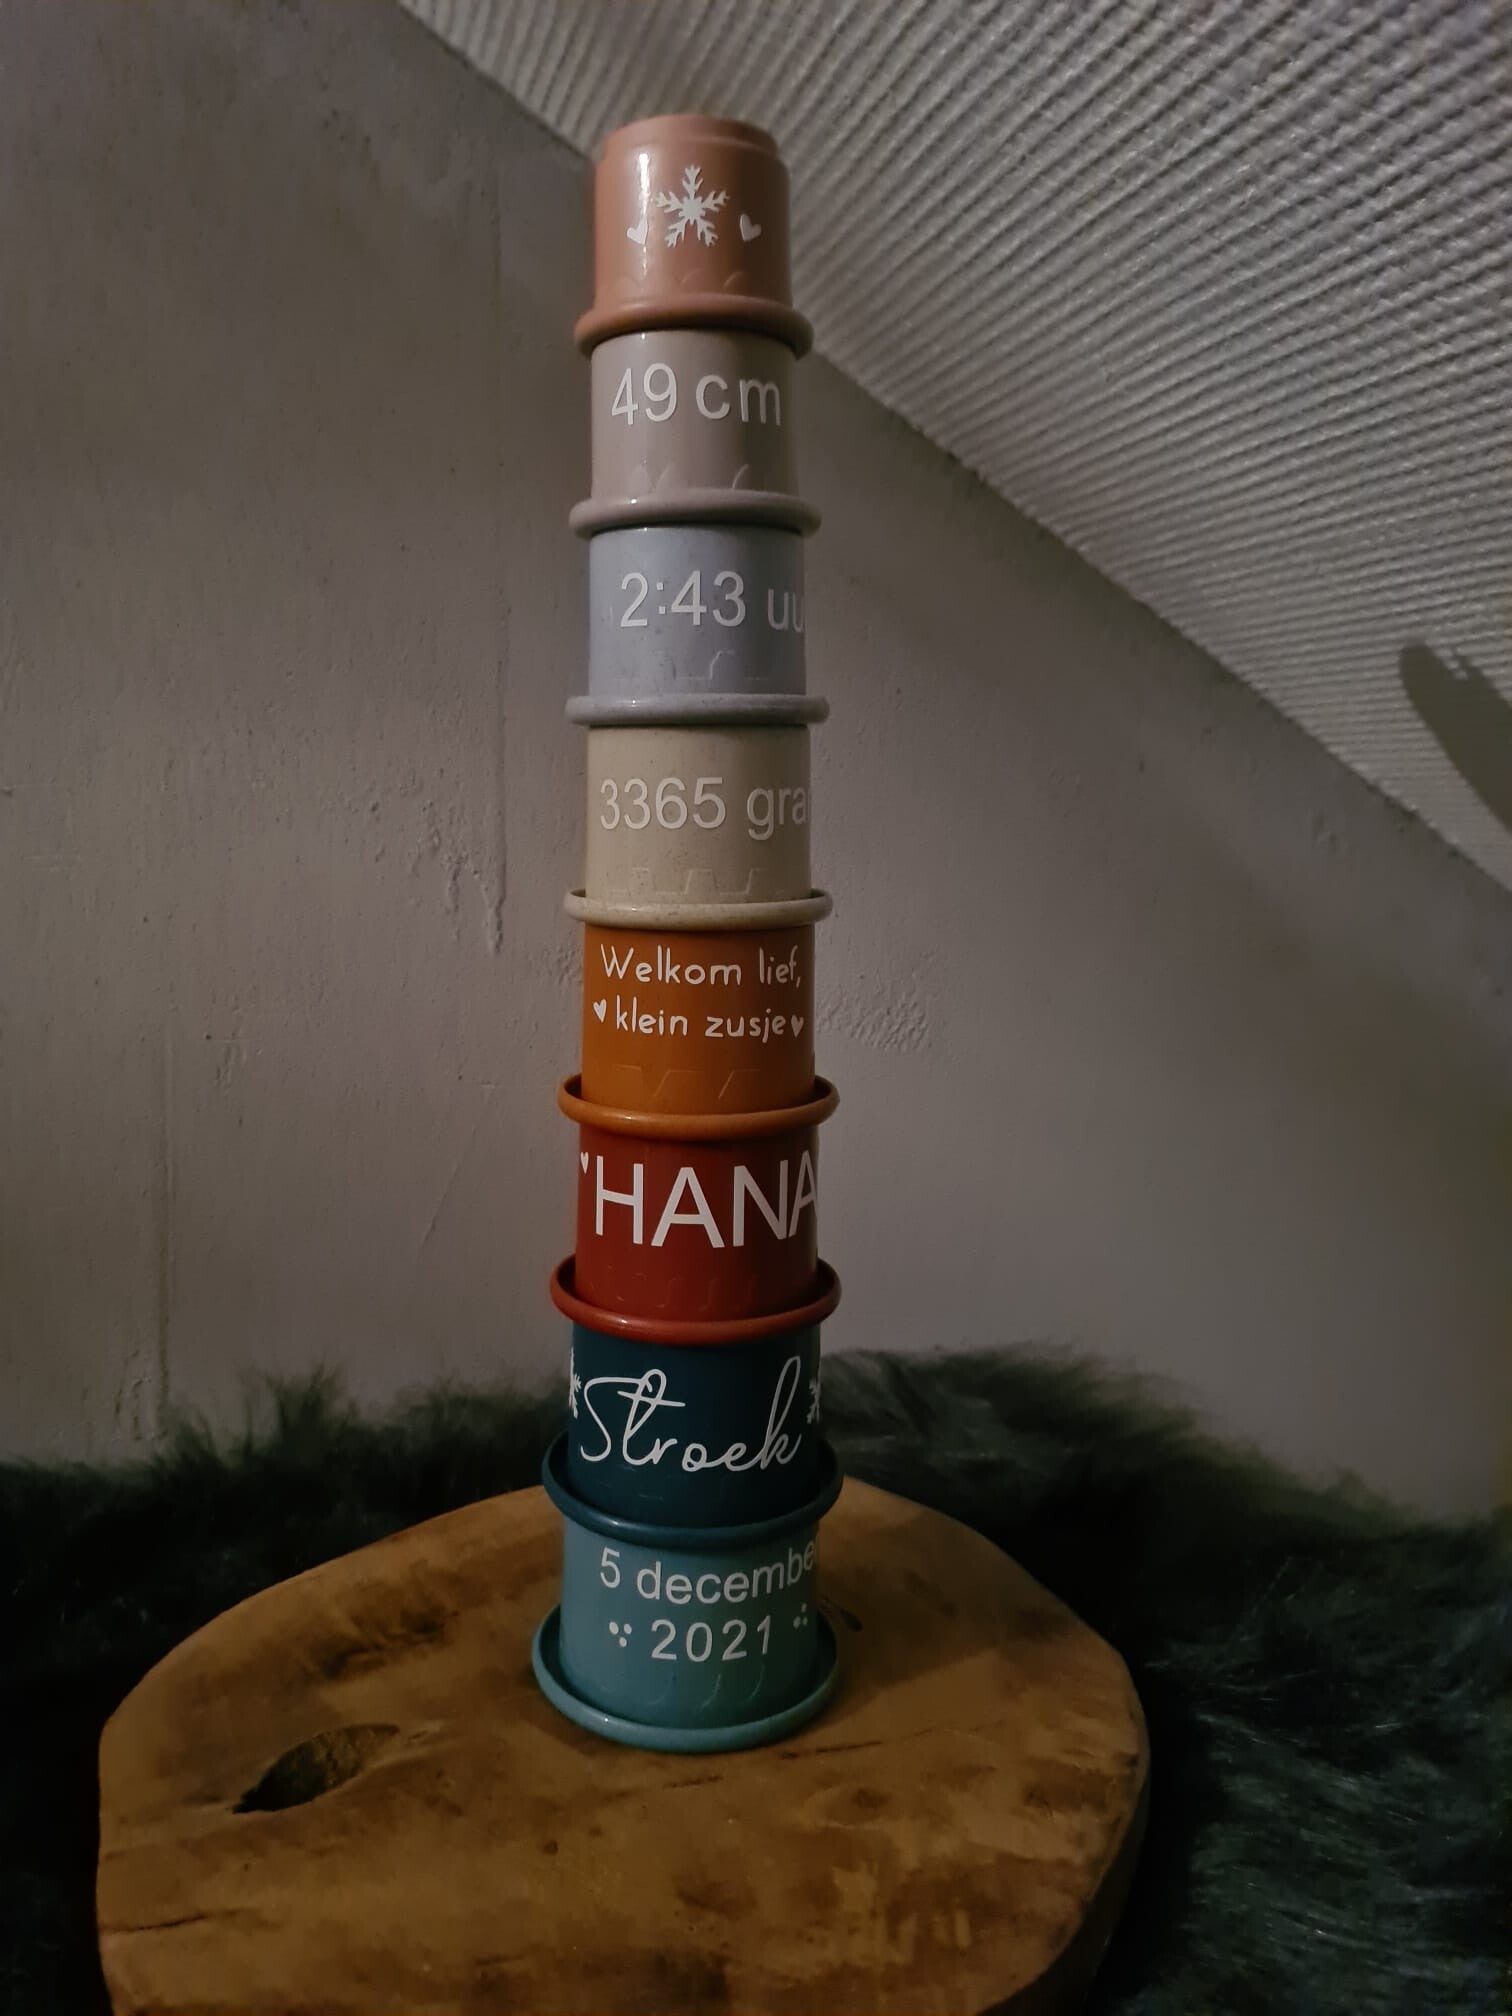 49 cm
2:43 uu
3365 gra
Welkom lief,
klein zusje
HANA
Stroek
5 decembe
2021